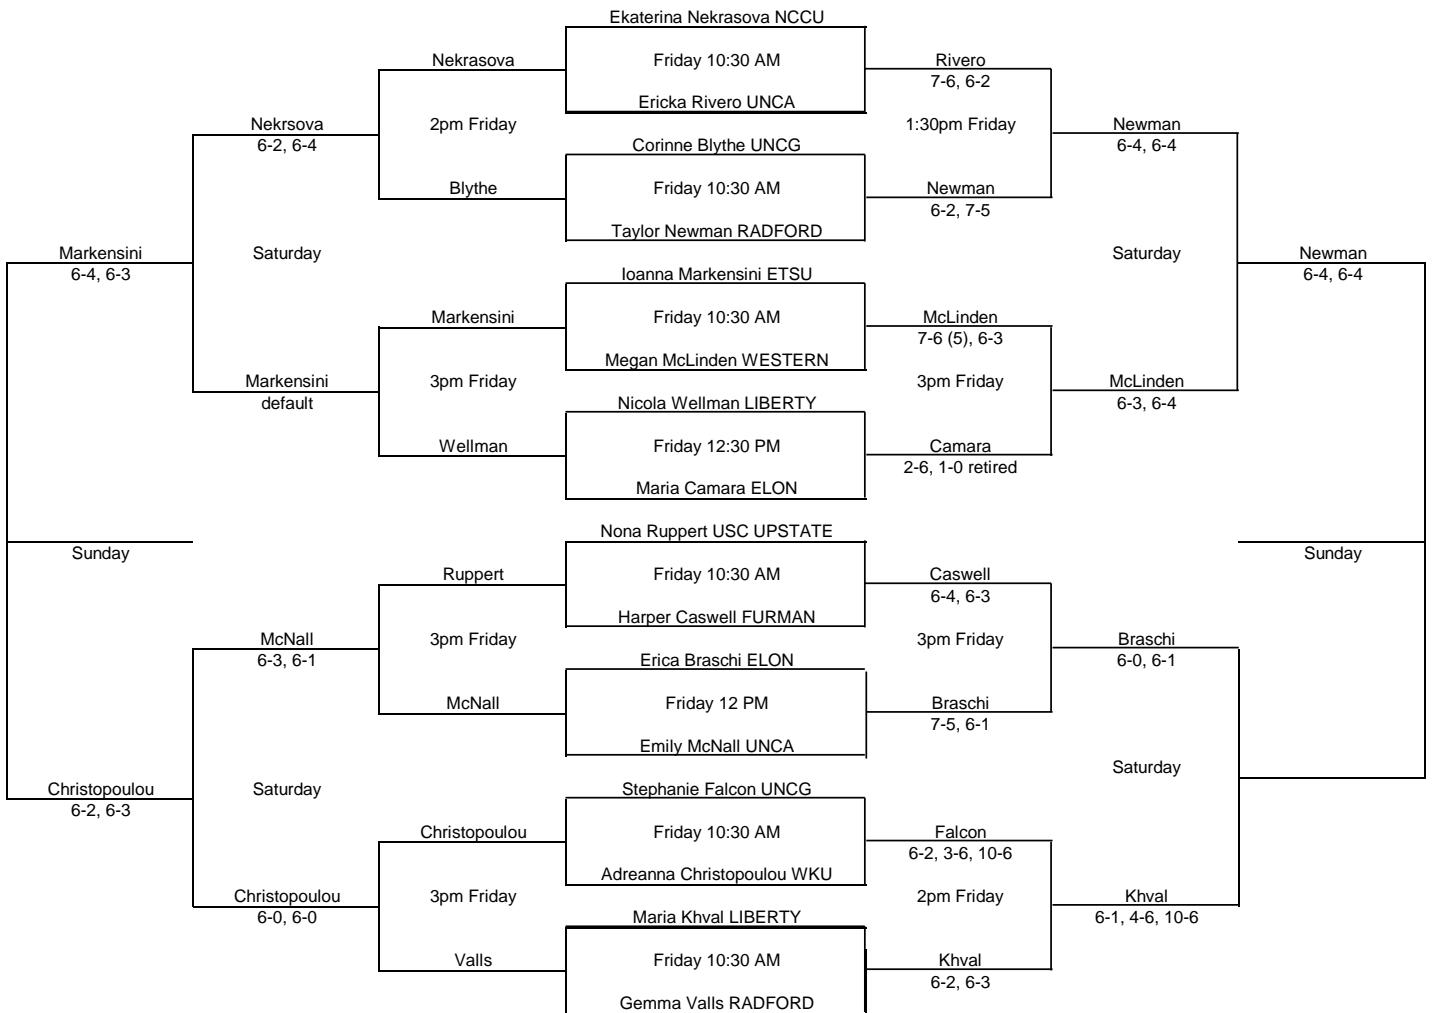 Ekaterina Nekrasova NCCU
Nekrasova Friday 10:30 AM Rivero
7-6, 6-2
Ericka Rivero UNCA
Nekrsova 2pm Friday 1:30pm Friday Newman
6-2, 6-4 6-4, 6-4
Corinne Blythe UNCG
Blythe Friday 10:30 AM Newman
6-2, 7-5
Taylor Newman RADFORD
Markensini Saturday Saturday Newman
6-4, 6-3 6-4, 6-4
Ioanna Markensini ETSU
Markensini Friday 10:30 AM McLinden
7-6 (5), 6-3
Megan McLinden WESTERN
Markensini 3pm Friday 3pm Friday McLinden
default 6-3, 6-4
Nicola Wellman LIBERTY
Wellman Friday 12:30 PM Camara
2-6, 1-0 retired
Maria Camara ELON
Nona Ruppert USC UPSTATE
Sunday Sunday
Ruppert Friday 10:30 AM Caswell
6-4, 6-3
Harper Caswell FURMAN
McNall 3pm Friday 3pm Friday Braschi
6-3, 6-1 6-0, 6-1
Erica Braschi ELON
McNall Friday 12 PM Braschi
7-5, 6-1
Emily McNall UNCA
Saturday
Christopoulou Saturday Stephanie Falcon UNCG
6-2, 6-3
Christopoulou Friday 10:30 AM Falcon
6-2, 3-6, 10-6
Adreanna Christopoulou WKU
Christopoulou 3pm Friday 2pm Friday Khval
6-0, 6-0 6-1, 4-6, 10-6
Maria Khval LIBERTY
Valls Friday 10:30 AM Khval
6-2, 6-3
Gemma Valls RADFORD